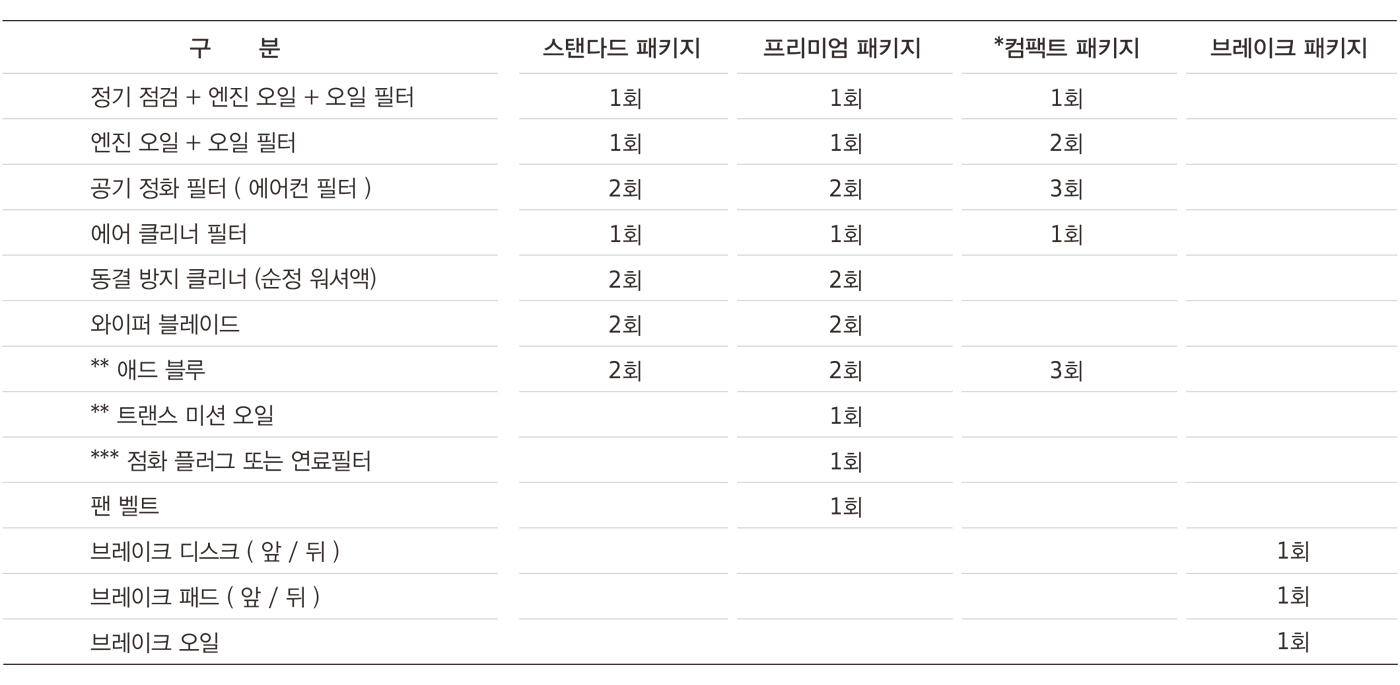 구 분 스탠다드 패키지 프리미엄 패키지 *컴팩트 패키지 브레이크 패키지
정기 점검 + 엔진 오일 + 오일 필터 1회 1회 1회
엔진 오일 + 오일 필터 1회 1회 2회
공기 정화 필터 ( 에어컨 필터 ) 2회 2회 3회
에어 클리너 필터 1회 1회 1회
동결 방지 클리너 (순정 워셔액) 2회 2회
와이퍼 블레이드 2회 2회
** 애드 블루 2회 2회 3회
** 트랜스 미션 오일 1회
*** 점화 플러그 또는 연료필터 1회
팬 벨트 1회
브레이크 디스크 ( 앞 / 뒤 ) 1회
브레이크 패드 ( 앞 / 뒤 ) 1회
브레이크 오일 1회